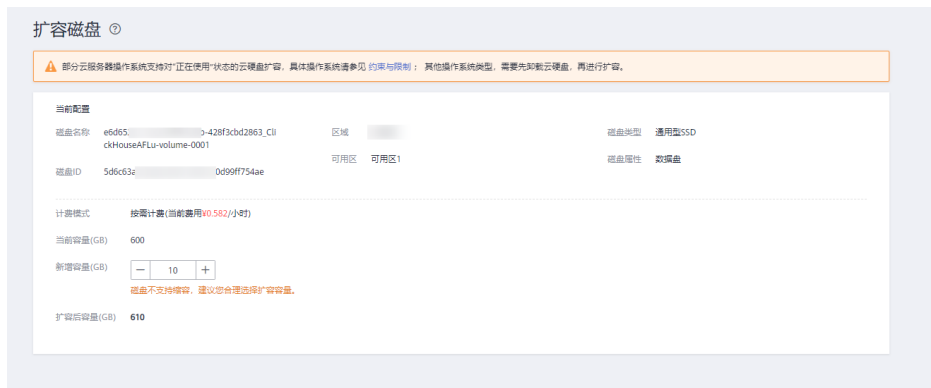 扩容磁盘 ?
部分云服务器操作系统支持对"正在使用"状态的云硬盘扩容，具体操作系统请参见 约束与限制 ； 其他操作系统类型，需要先卸载云硬盘，再进行扩容。
当前配置
磁盘名称 e6d65 -428f3cbd2863_Cli
ckHouseAFLu-volume-0001
区域
磁盘类型 通用型SSD
可用区 可用区1
磁盘属性 数据盘
磁盘ID 5d6c63a 0d99ff754ae
计费模式 按需计费(当前费用¥0.582/小时)
当前容量(GB) 600
新增容量(GB) — 10 +
磁盘不支持缩容，建议您合理选择扩容容量。
扩容后容量(GB) 610